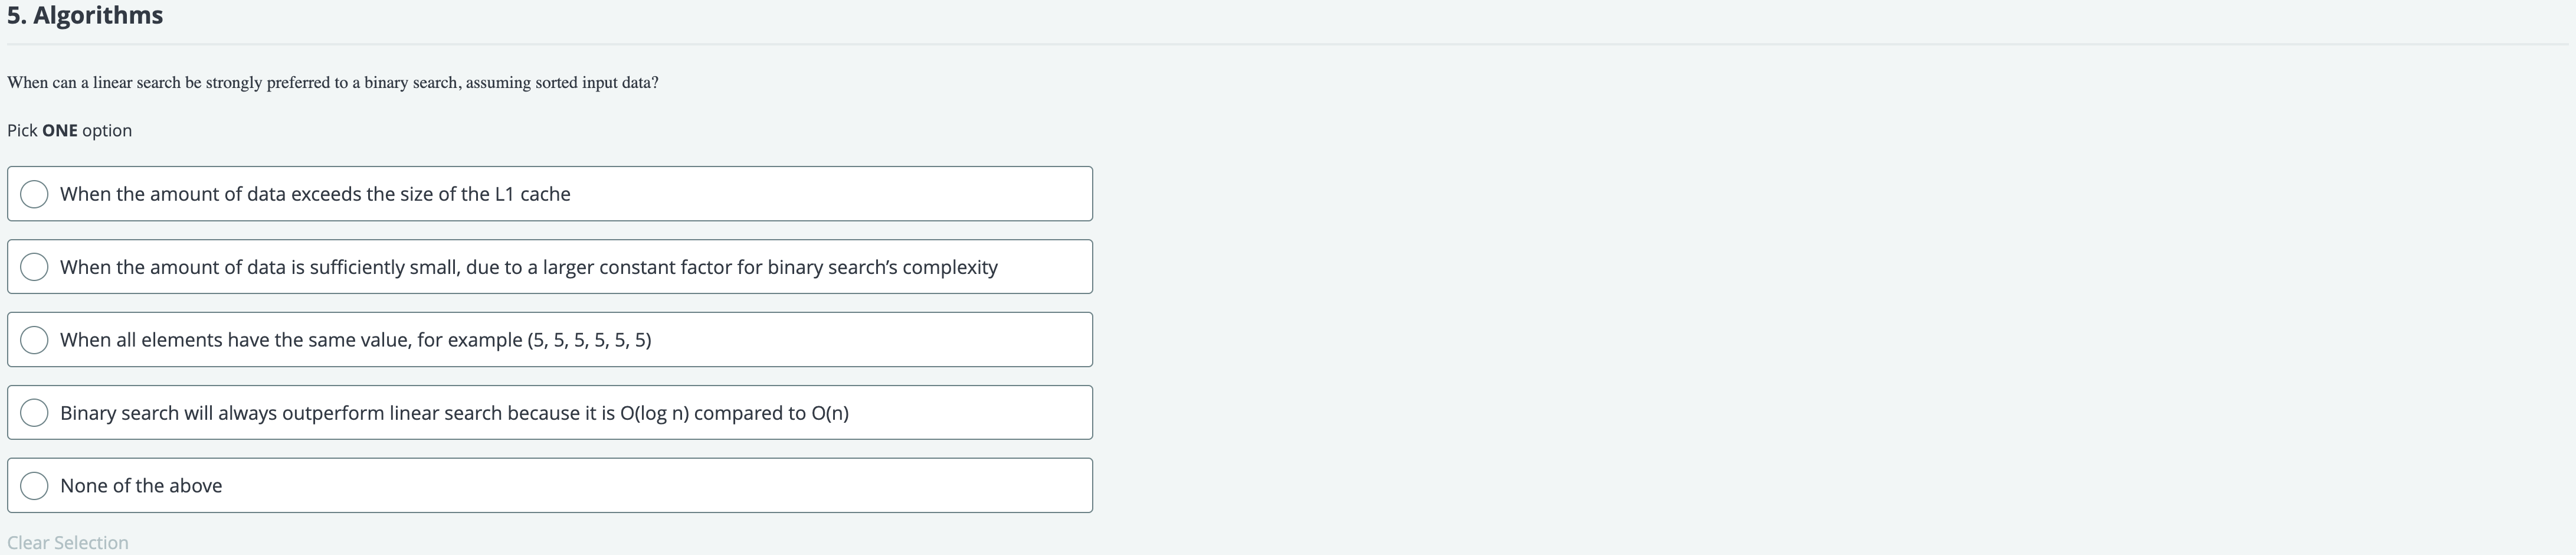 5. Algorithms
When can a linear search be strongly preferred to a binary search, assuming sorted input data?
Pick ONE option
When the amount of data exceeds the size of the L1 cache
When the amount of data is sufficiently small, due to a larger constant factor for binary search’s complexity
When all elements have the same value, for example (5, 5, 5, 5, 5, 5)
Binary search will always outperform linear search because it is O(log n) compared to O(n)
None of the above
Clear Selection